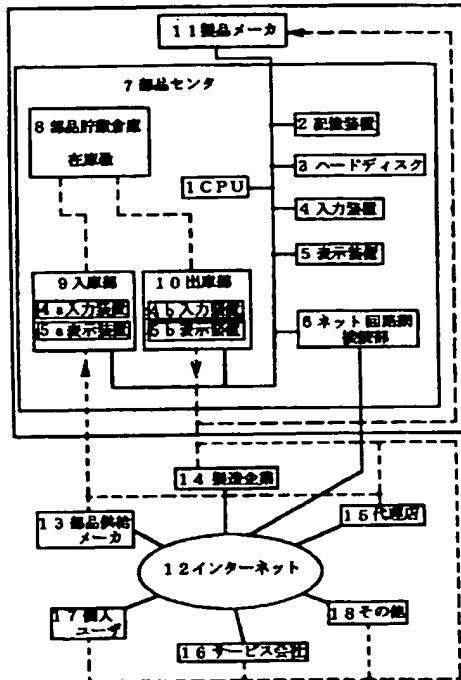 11製品メーカ
7部品センタ
8部品貯蔵倉庫
在庫数
2記憶装置
3ハードディスク
1CPU
4入力装置
5表示装置
9入庫部
4a入力装置
5a表示装置
10出庫部
4b入力装置
5b表示装置
6ネット回路網
接続部
14製造企業
13部品供給
メーカ
15代理店
12インターネット
17個人
ユーザ
18その他
16サービス会社